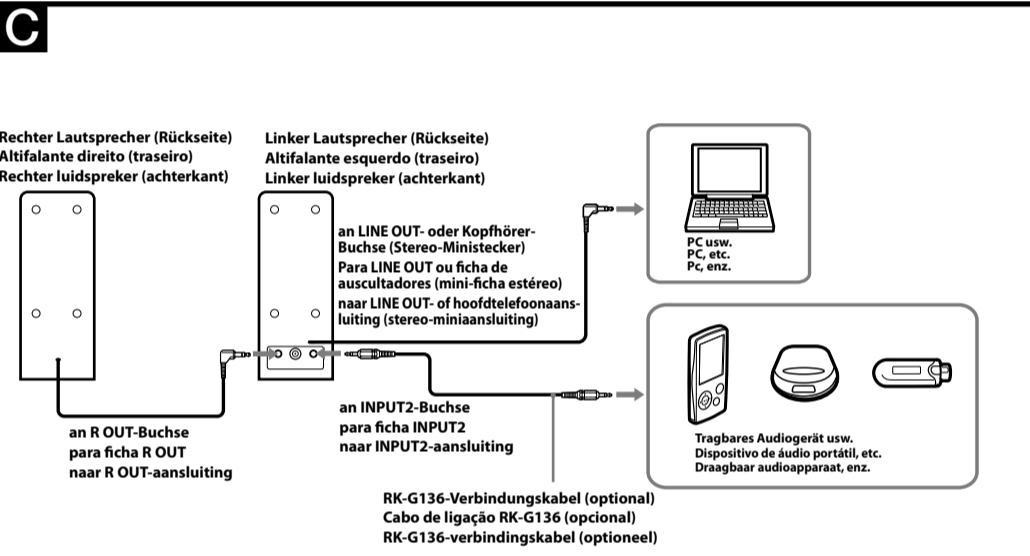 C
Rechter Lautsprecher (Rückseite)
Altifalante direito (traseiro)
Rechter luidspreker (achterkant)
Linker Lautsprecher (Rückseite)
Altifalante esquerdo (traseiro)
Linker luidspreker (achterkant)
an LINE OUT- oder Kopfhörer-
Buchse (Stereo-Ministecker)
Para LINE OUT ou ficha de
auscultadores (mini-ficha estéreo)
naar LINE OUT- of hoofdtelefoonaans-
luiting (stereo-miniaansluiting)
PC usw.
PC, etc.
Pc, enz.
an R OUT-Buchse
para ficha R OUT
naar R OUT-aansluiting
an INPUT2-Buchse
para ficha INPUT2
naar INPUT2-aansluiting
Tragbares Audiogerät usw.
Dispositivo de áudio portátil, etc.
Draagbaar audioapparaat, enz.
RK-G136-Verbindungskabel (optional)
Cabo de ligação RK-G136 (opcional)
RK-G136-verbindingskabel (optioneel)